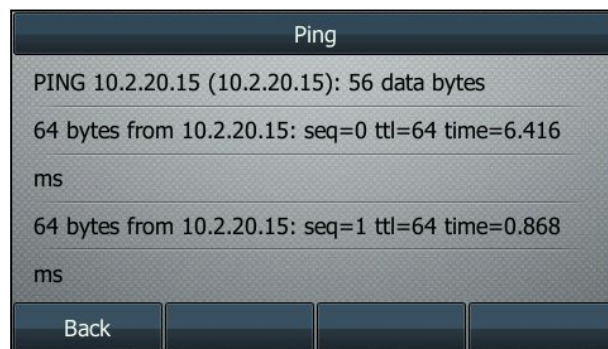 Ping
PING 10.2.20.15 (10.2.20.15): 56 data bytes
64 bytes from 10.2.20.15: seq=0 ttl=64 time=6.416
ms
64 bytes from 10.2.20.15: seq=1 ttl=64 time=0.868
ms
Back